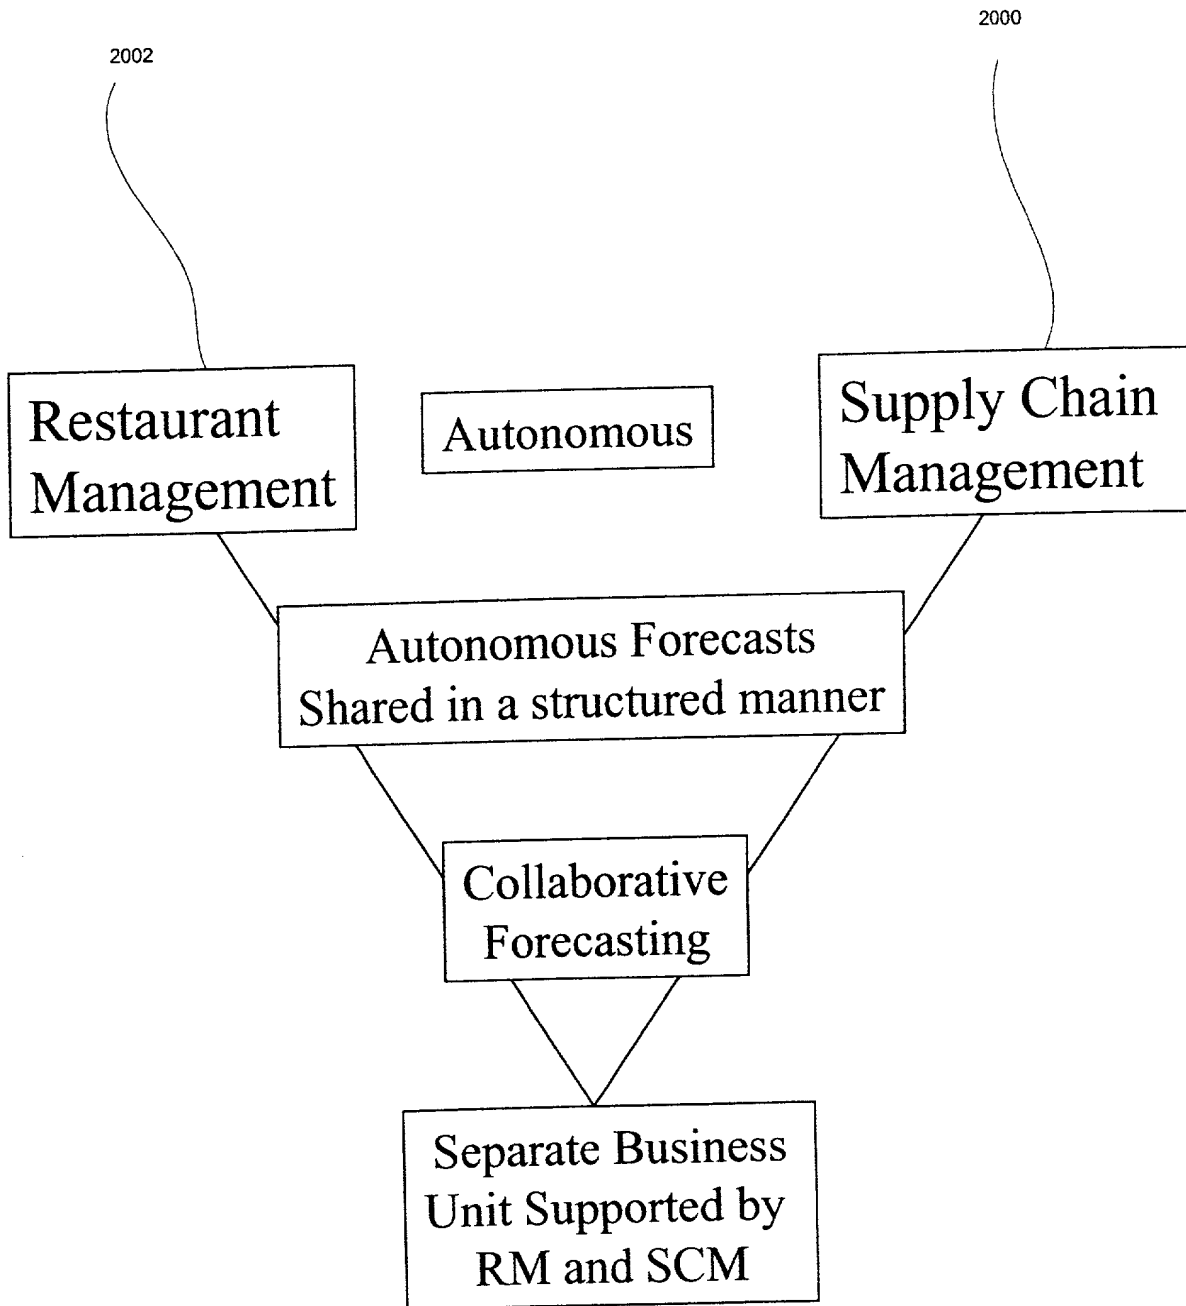 2002
2000
Restaurant
Management
Autonomous
Supply Chain
Management
Autonomous Forecasts
Shared in a structured manner
Collaborative
Forecasting
Separate Business
Unit Supported by
RM and SCM